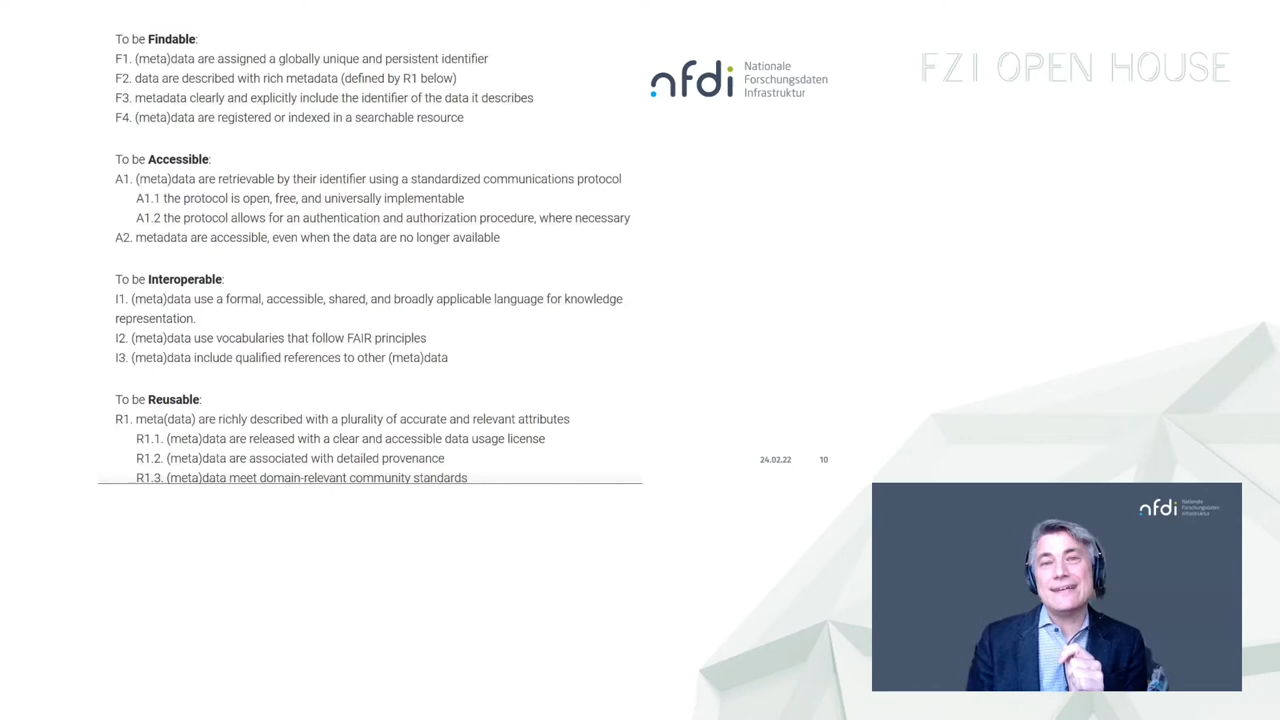 To be Findable:
F1. (meta)data are assigned a globally unique and persistent identifier
F2. data are described with rich metadata (defined by R1 below)
F3. metadata clearly and explicitly include the identifier of the data it describes
F4. (meta)data are registered or indexed in a searchable resource
To be Accessible:
A1. (meta)data are retrievable by their identifier using a standardized communications protocol
A1.1 the protocol is open, free, and universally implementable
A1.2 the protocol allows for an authentication and authorization procedure, where necessary
A2. metadata are accessible, even when the data are no longer available
To be Interoperable:
I1. (meta)data use a formal, accessible, shared, and broadly applicable language for knowledge
representation.
I2. (meta)data use vocabularies that follow FAIR principles
I3. (meta)data include qualified references to other (meta)data
To be Reusable:
R1. meta(data) are richly described with a plurality of accurate and relevant attributes
R1.1. (meta)data are released with a clear and accessible data usage license
R1.2. (meta)data are associated with detailed provenance
R1.3. (meta)data meet domain-relevant community standards
nfdi
Nationale
Forschungsdaten
Infrastruktur
FZI OPEN HOUSE
24.02.22 10
nfdi
Nationale
Forschungsdaten
Infrastruktur